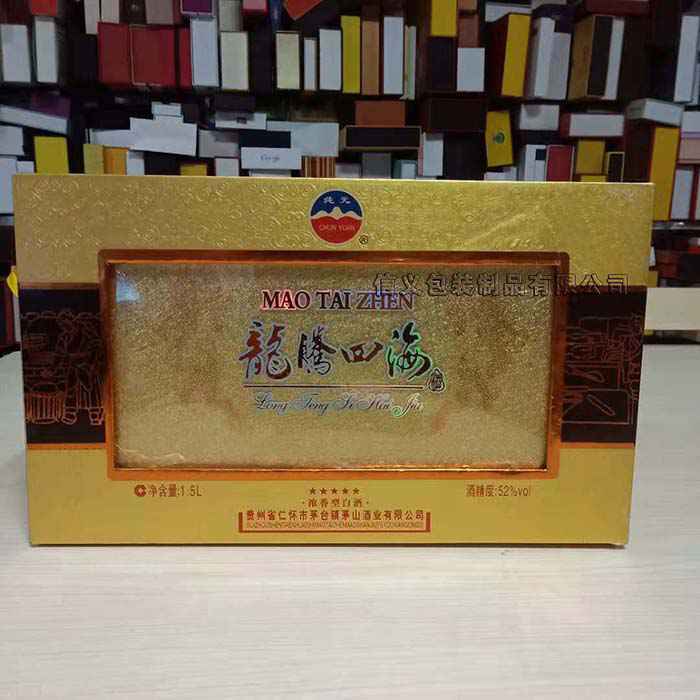 纯元
CHUN YUAN
®
信义包装制品有限公司
MAO TAI ZHEN
龍騰四海
酒
Long Teng Si Hai Jiu
净含量:1.5L
★★★★★
浓香型白酒
酒精度:52%vol
贵州省仁怀市茅台镇茅山酒业有限公司